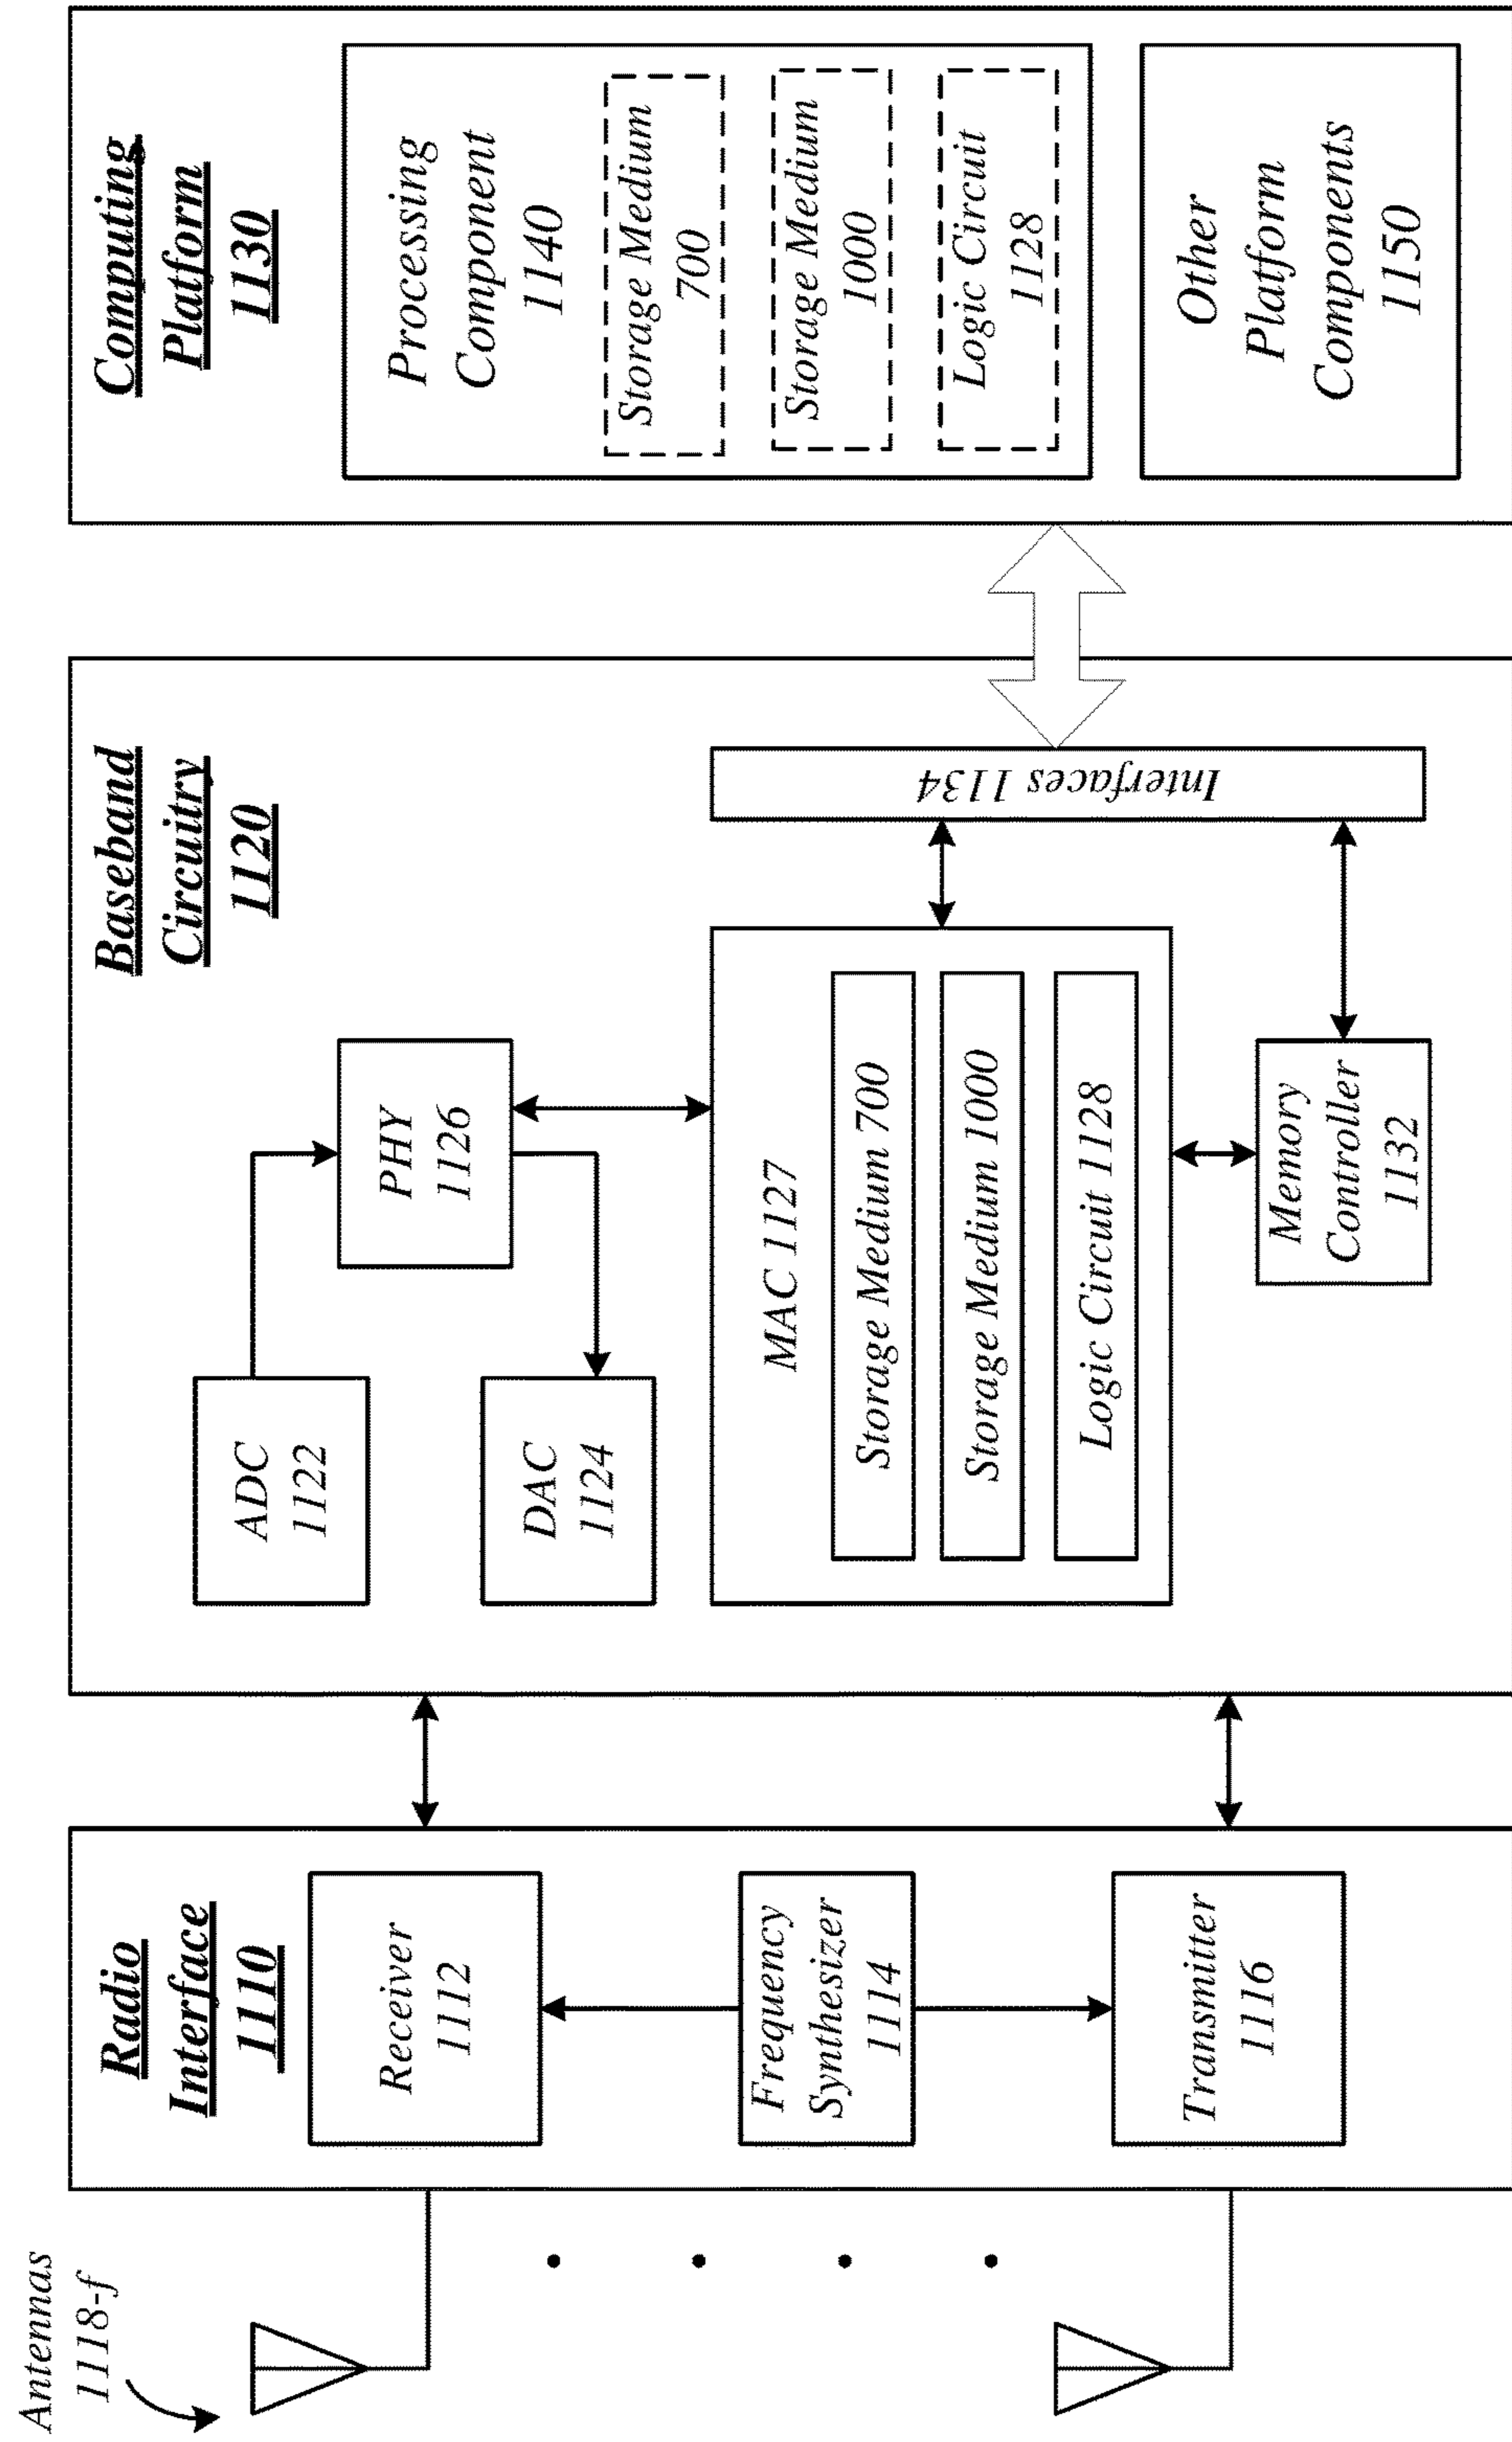 Antennas
1118-f
Radio
Interface
1110
Receiver
1112
Frequency
Synthesizer
1114
Transmitter
1116
Baseband
Circuitry
1120
ADC
1122
PHY
1126
DAC
1124
MAC 1127
Storage Medium 700
Storage Medium 1000
Logic Circuit 1128
Memory
Controller
1132
Interfaces 1134
Computing
Platform
1130
Processing
Component
1140
Storage Medium
700
Storage Medium
1000
Logic Circuit
1128
Other
Platform
Components
1150